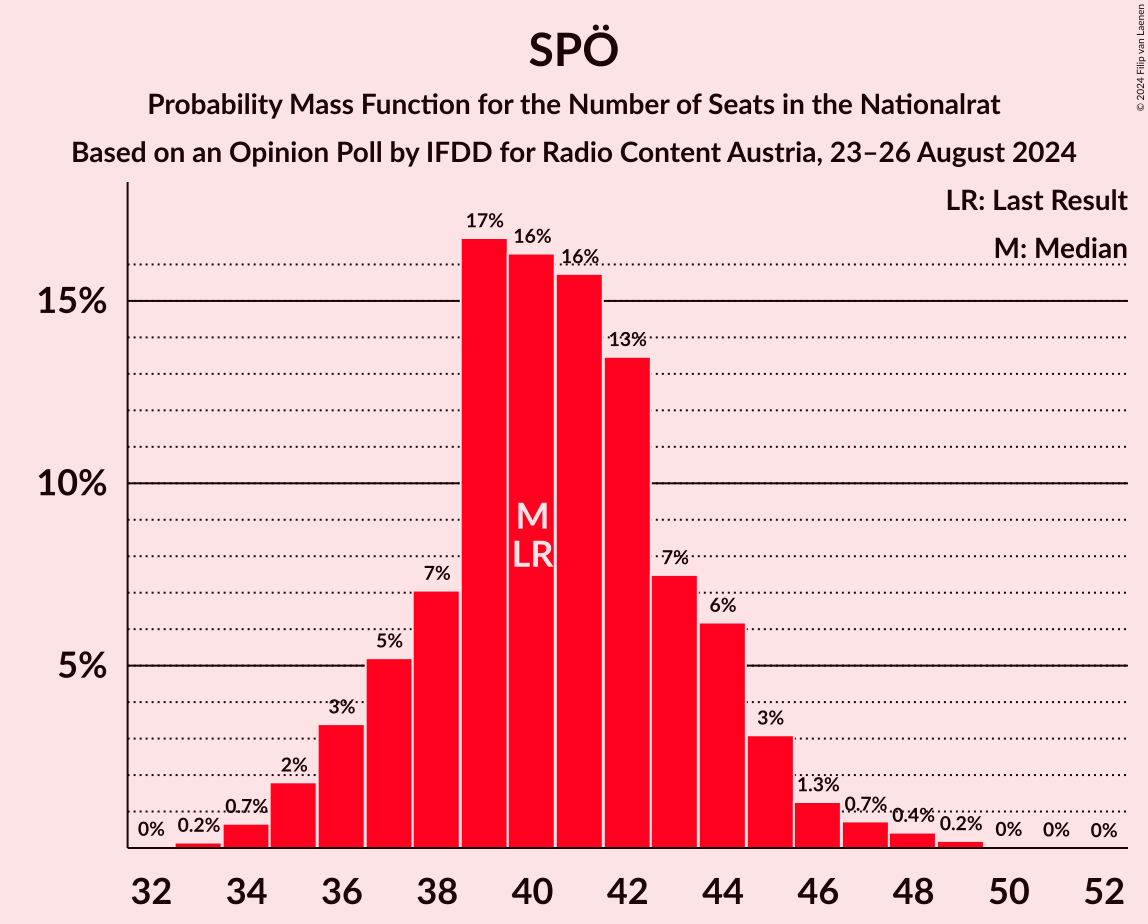 SPÖ
Probability Mass Function for the Number of Seats in the Nationalrat
Based on an Opinion Poll by IFDD for Radio Content Austria, 23–26 August 2024
© 2024 Filip van Laenen
LR: Last Result
M: Median
15%
10%
5%
0%
0.2%
0.7%
2%
3%
5%
7%
17%
16%
16%
13%
7%
6%
3%
1.3%
0.7%
0.4%
0.2%
0%
0%
0%
M
LR
32 34 36 38 40 42 44 46 48 50 52